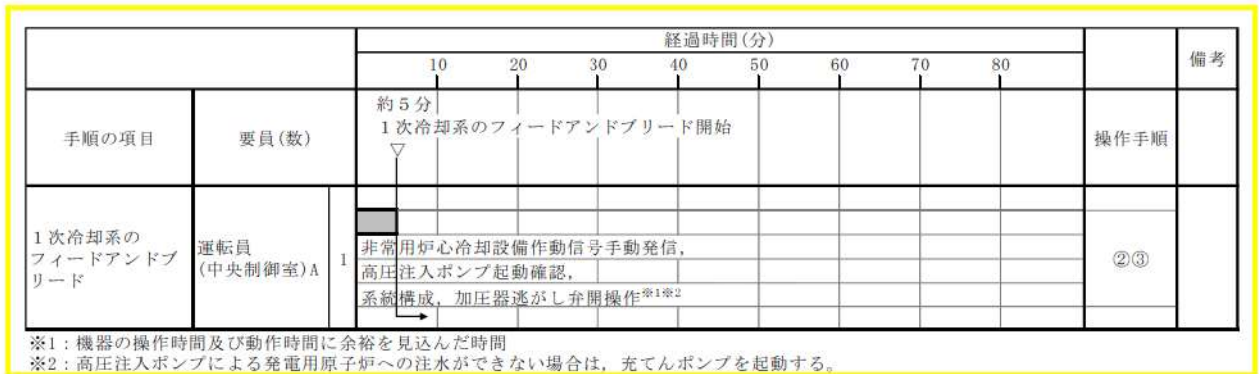 経過時間(分)
備考
10 20 30 40 50 60 70 80
手順の項目
要員(数)
約5分
1次冷却系のフィードアンドブリード開始
▽
操作手順
1次冷却系の
フィードアンドブ
リード
運転員
(中央制御室)A
1
非常用炉心冷却設備作動信号手動発信,
高圧注入ポンプ起動確認,
系統構成,加圧器逃がし弁開操作※1※2
②③
※1:機器の操作時間及び動作時間に余裕を見込んだ時間
※2:高圧注入ポンプによる発電用原子炉への注水ができない場合は,充てんポンプを起動する。